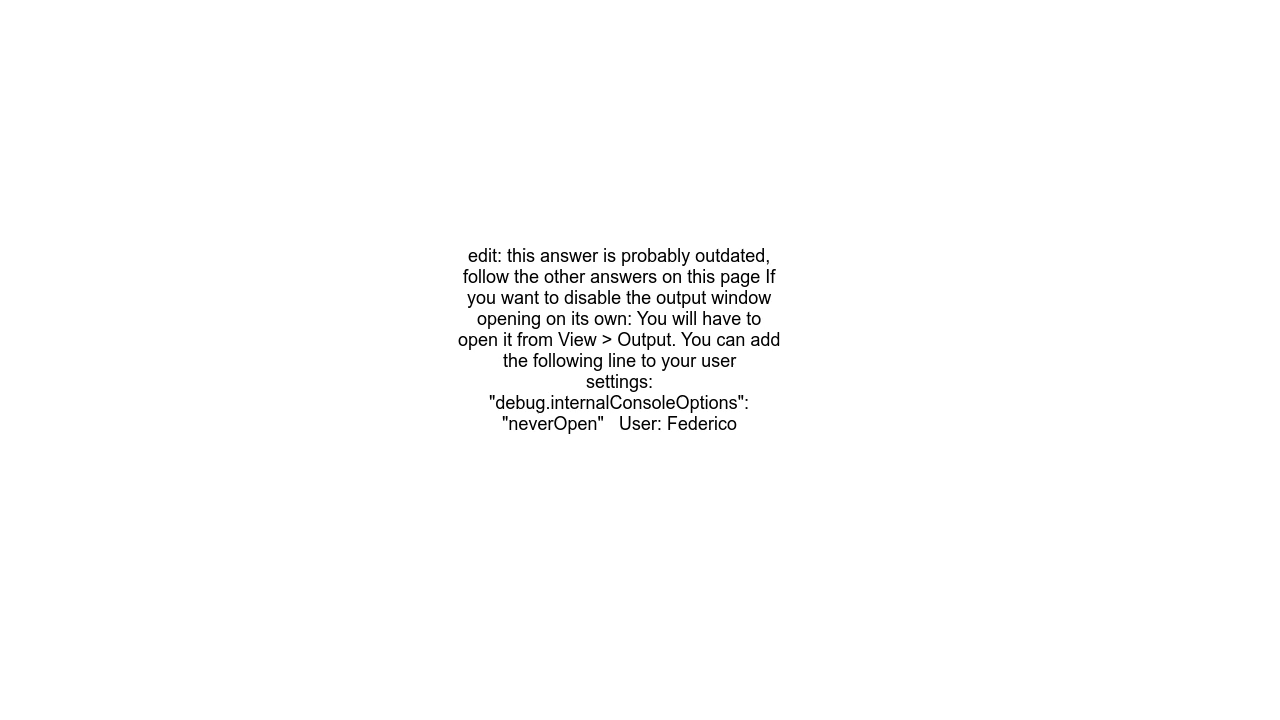 edit: this answer is probably outdated,
follow the other answers on this page If
you want to disable the output window
opening on its own: You will have to
open it from View > Output. You can add
the following line to your user
settings:
"debug.internalConsoleOptions":
"neverOpen"   User: Federico